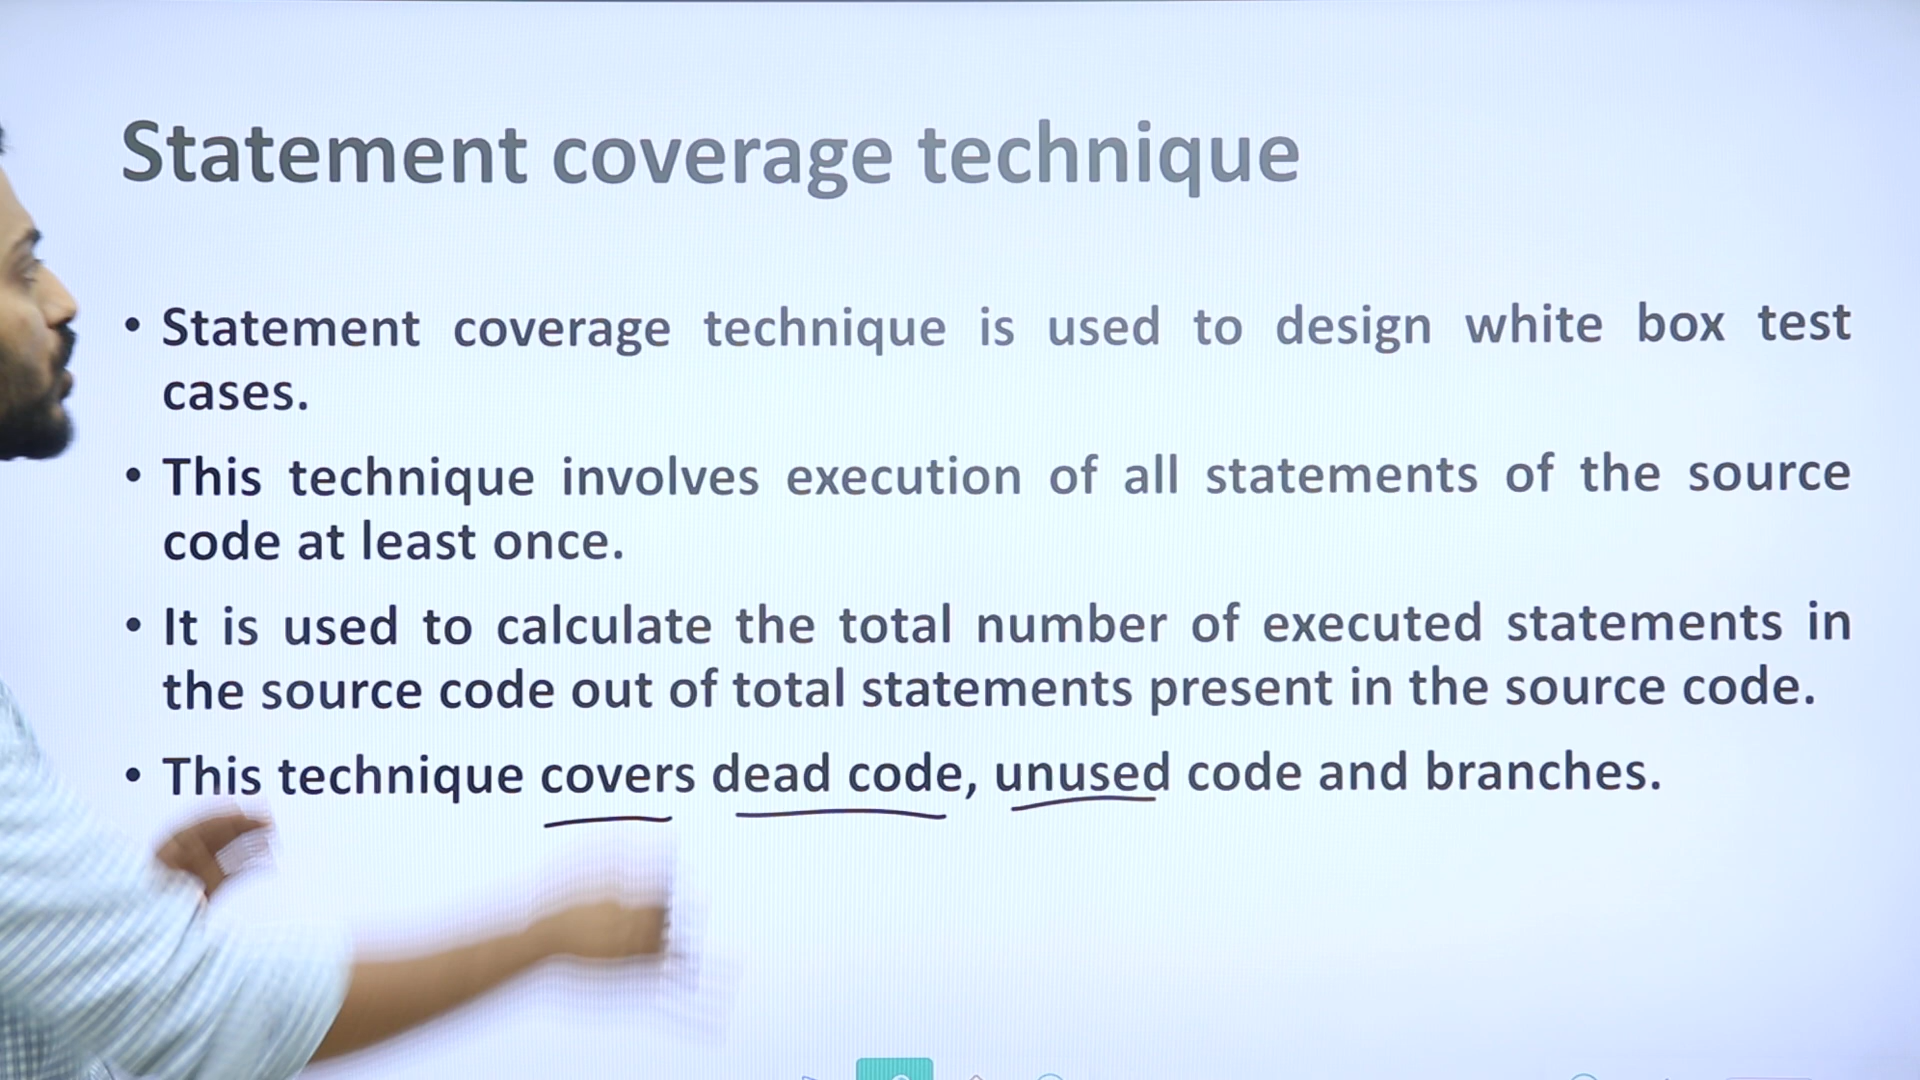 Statement coverage technique
• Statement coverage technique is used to design white box test
cases.
• This technique involves execution of all statements of the source
code at least once.
• It is used to calculate the total number of executed statements in
the source code out of total statements present in the source code.
• This technique covers dead code, unused code and branches.